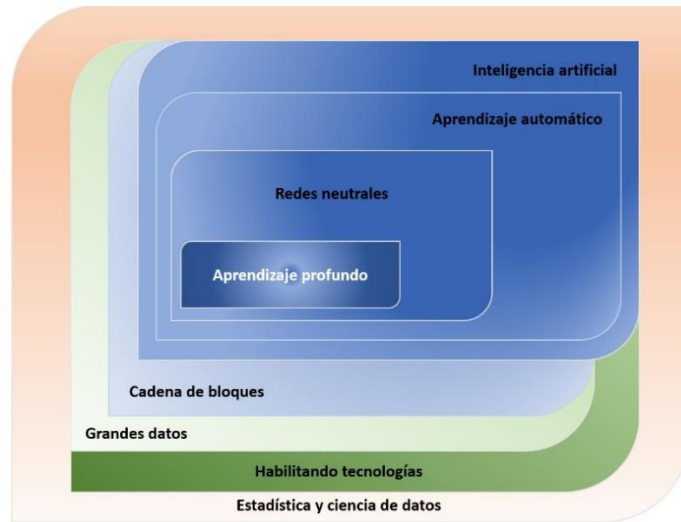 Inteligencia artificial
Aprendizaje automático
Redes neutrales
Aprendizaje profundo
Cadena de bloques
Grandes datos
Habilitando tecnologías
Estadística y ciencia de datos